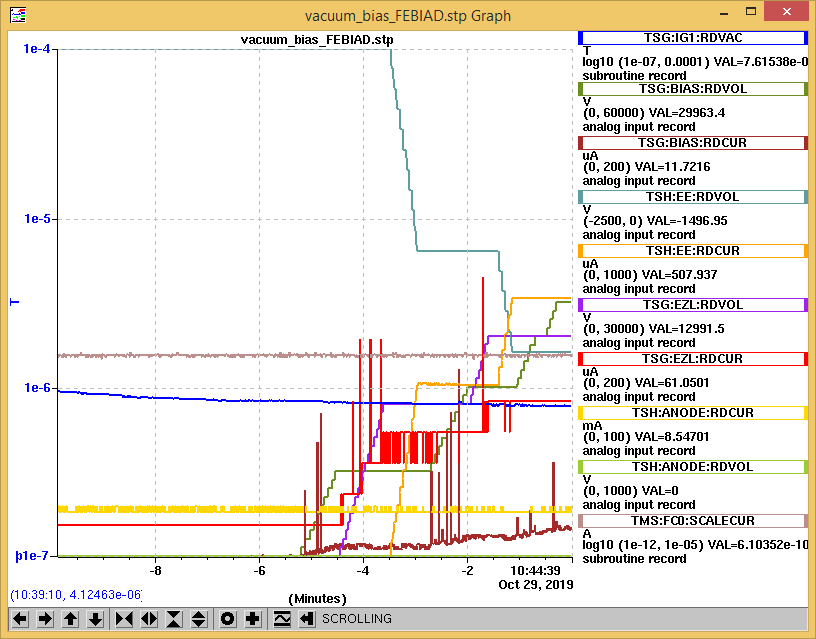 vacuum_bias_FEBIAD.stp Graph
vacuum_bias_FEBIAD.stp
1e-4
1e-5
T
1e-6
1e-7
-8
-6
-4
-2
10:44:39
Oct 29, 2019
(10:39:10, 4.12463e-06)
(Minutes)
TSG:IG1:RDVAC
T
log10 (1e-07, 0.0001) VAL=7.61538e-0
subroutine record
TSG:BIAS:RDVOL
V
(0, 60000) VAL=29963.4
analog input record
TSG:BIAS:RDCUR
uA
(0, 200) VAL=11.7216
analog input record
TSH:EE:RDVOL
V
(-2500, 0) VAL=-1496.95
analog input record
TSH:EE:RDCUR
uA
(0, 1000) VAL=507.937
analog input record
TSG:EZL:RDVOL
V
(0, 30000) VAL=12991.5
analog input record
TSG:EZL:RDCUR
uA
(0, 200) VAL=61.0501
analog input record
TSH:ANODE:RDCUR
mA
(0, 100) VAL=8.54701
analog input record
TSH:ANODE:RDVOL
V
(0, 1000) VAL=0
analog input record
TMS:FC0:SCALECUR
A
log10 (1e-12, 1e-05) VAL=6.10352e-10
subroutine record
SCROLLING